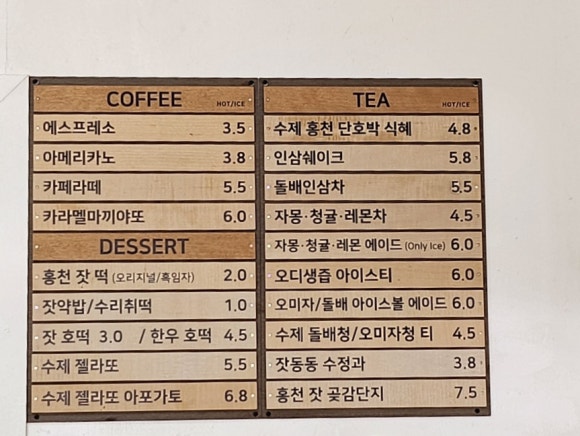 COFFEE HOT/ICE
에스프레소 3.5
아메리카노 3.8
카페라떼 5.5
카라멜마끼야또 6.0
DESSERT
홍천 잣 떡 (오리지널/흑임자) 2.0
잣약밥/수리취떡 1.0
잣 호떡 3.0 / 한우 호떡 4.5
수제 젤라또 5.5
수제 젤라또 아포가토 6.8
TEA HOT/ICE
수제 홍천 단호박 식혜 4.8
인삼쉐이크 5.8
돌배인삼차 5.5
자몽·청귤·레몬차 4.5
자몽·청귤·레몬 에이드 (Only Ice) 6.0
오디생즙 아이스티 6.0
오미자/돌배 아이스볼 에이드 6.0
수제 돌배청/오미자청 티 4.5
잣동동 수정과 3.8
홍천 잣 곶감단지 7.5